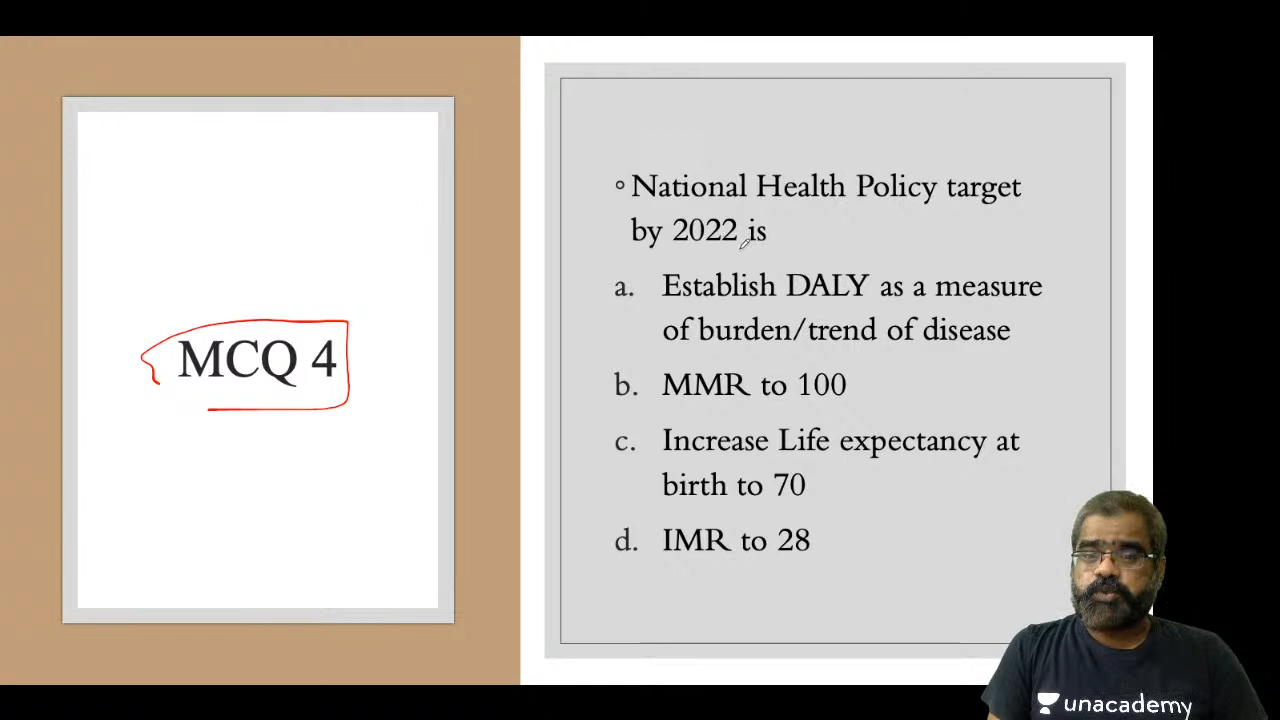 MCQ 4
National Health Policy target
by 2022 is
a. Establish DALY as a measure
of burden/trend of disease
b. MMR to 100
c. Increase Life expectancy at
birth to 70
d. IMR to 28
unacademy